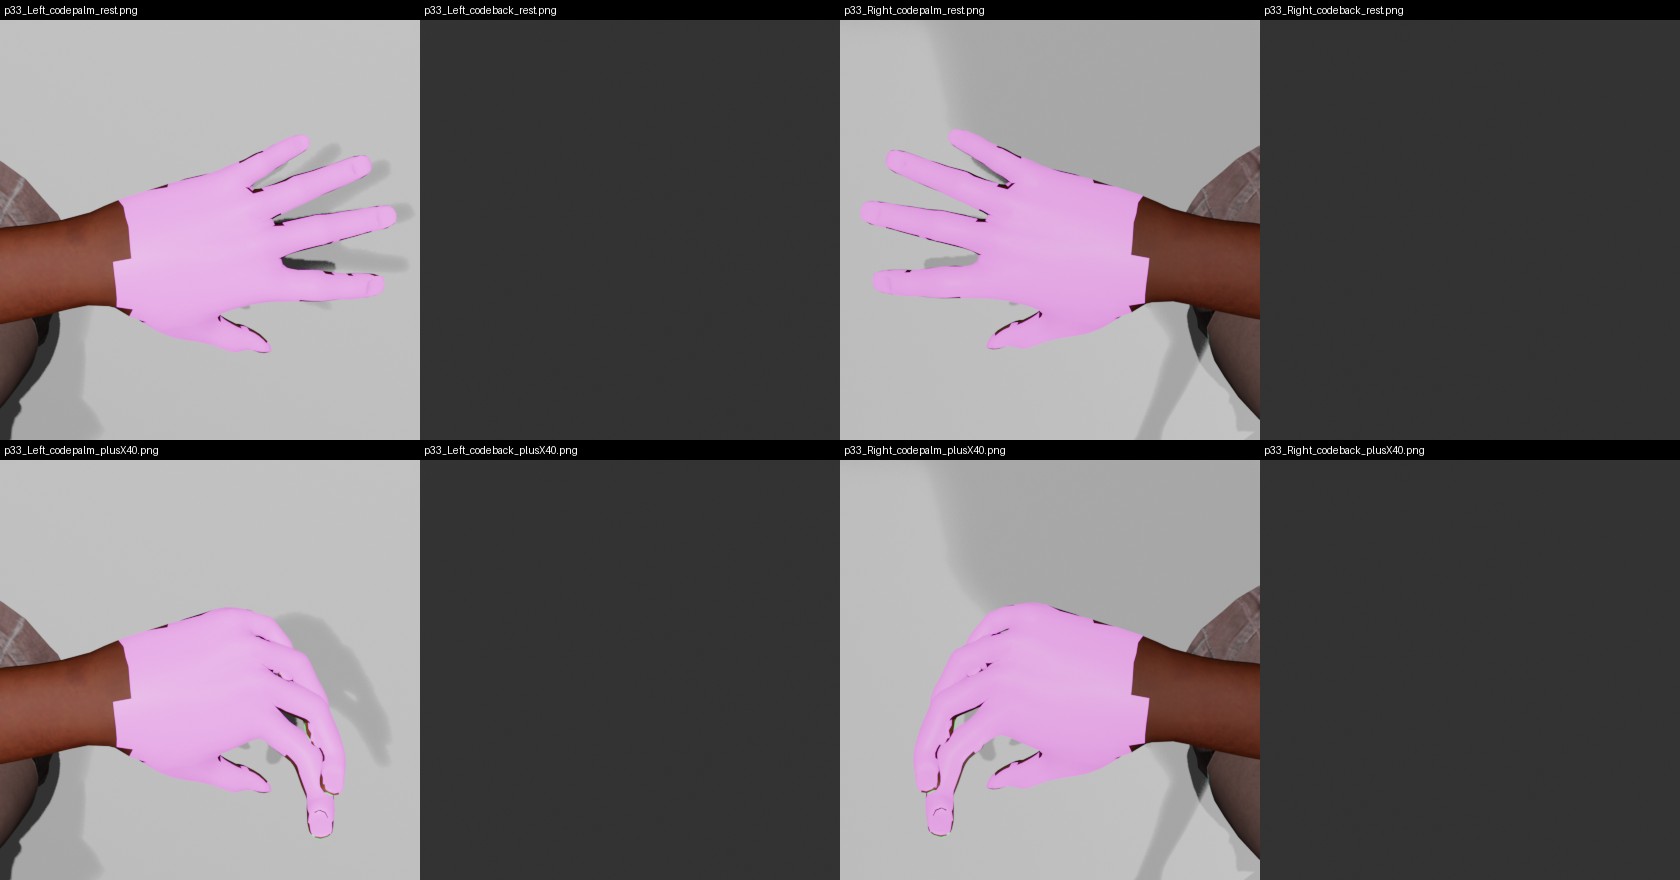 p33_Left_codepalm_rest.png
p33_Left_codeback_rest.png
p33_Right_codepalm_rest.png
p33_Right_codeback_rest.png
p33_Left_codepalm_plusX40.png
p33_Left_codeback_plusX40.png
p33_Right_codepalm_plusX40.png
p33_Right_codeback_plusX40.png